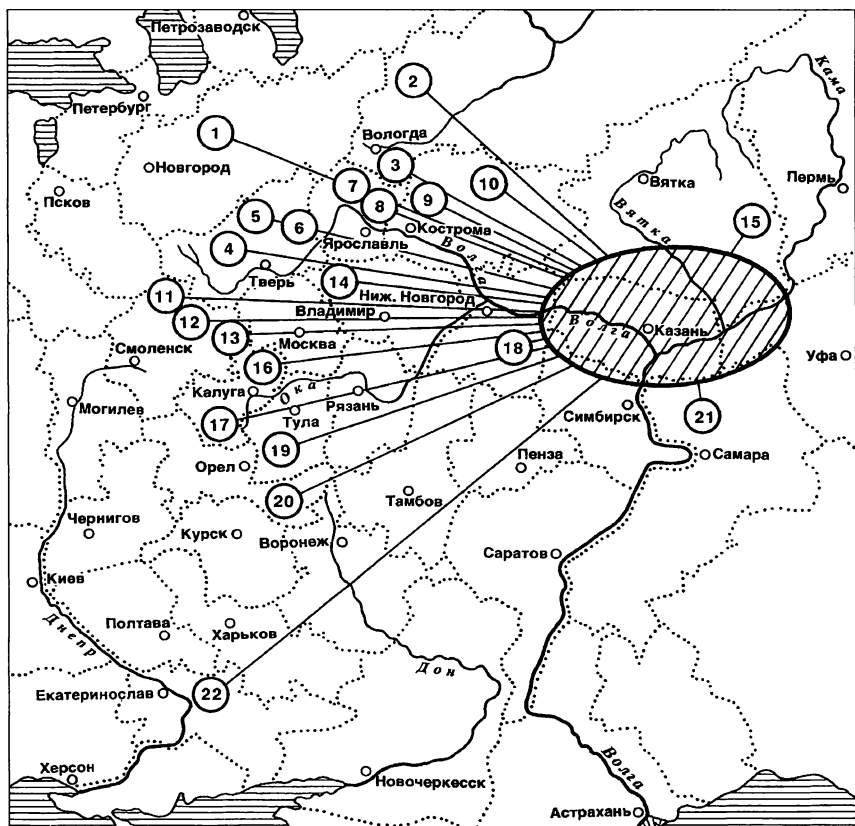 Петрозаводск
Кама
2
Петербург
1
Вологда
3
Новгород
7
10
Вятка
Пермь
Псков
8
9
5
6
Кострома
Вятка
15
Ярославль
4
Волга
Тверь
14
11
Ниж. Новгород
Владимир
12
Волга
Казань
13
Москва
18
Смоленск
Уфа
16
Калуга
Ока
Рязань
Могилев
17
Тула
Симбирск
21
19
Орел
Пенза
Самара
20
Тамбов
Чернигов
Курск
Воронеж
Саратов
Киев
Полтава
Харьков
Днепр
Дон
Екатеринослав
22
Волга
Херсон
Новочеркесск
Астрахань